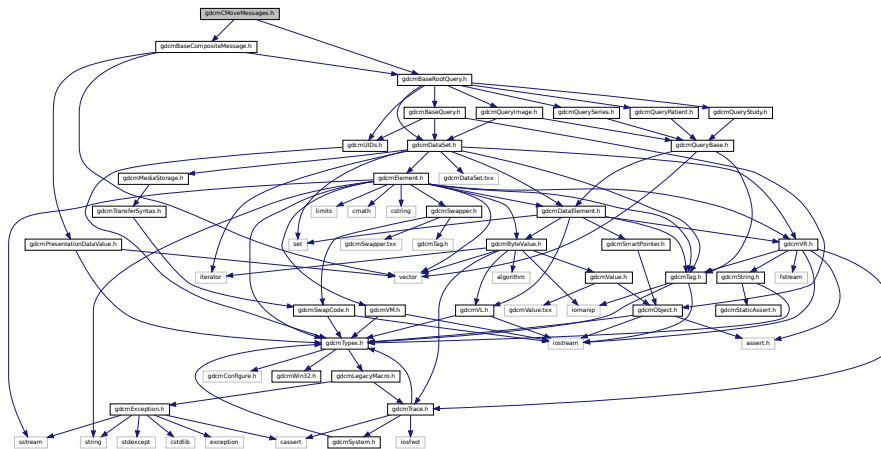 gdcmCMoveMessages.h
gdcmBaseCompositeMessage.h
gdcmBaseRootQuery.h
gdcmBaseQuery.h
gdcmQueryImage.h
gdcmQuerySeries.h
gdcmQueryPatient.h
gdcmQueryStudy.h
gdcmUIDs.h
gdcmDataSet.h
gdcmQueryBase.h
gdcmMediaStorage.h
gdcmElement.h
gdcmDataSet.txx
gdcmTransferSyntax.h
limits
cmath
cstring
gdcmSwapper.h
gdcmDataElement.h
gdcmPresentationDataValue.h
set
gdcmSwapper.txx
gdcmTag.h
gdcmByteValue.h
gdcmSmartPointer.h
gdcmVR.h
iterator
vector
algorithm
gdcmValue.h
gdcmTag.h
gdcmString.h
fstream
gdcmSwapCode.h
gdcmVM.h
gdcmVL.h
gdcmValue.txx
iomanip
gdcmObject.h
gdcmStaticAssert.h
gdcmTypes.h
iostream
assert.h
gdcmConfigure.h
gdcmWin32.h
gdcmLegacyMacro.h
gdcmException.h
gdcmTrace.h
sstream
string
stdexcept
cstdlib
exception
cassert
gdcmSystem.h
iosfwd